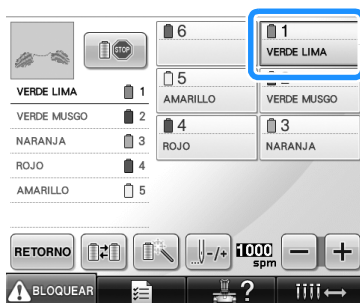 6
1
VERDE LIMA
STOP
5
AMARILLO
VERDE MUSGO
VERDE LIMA 1
VERDE MUSGO 2
NARANJA 3
ROJO 4
AMARILLO 5
4
ROJO
3
NARANJA
RETORNO
-/+
1000
spm
− +
BLOQUEAR
?